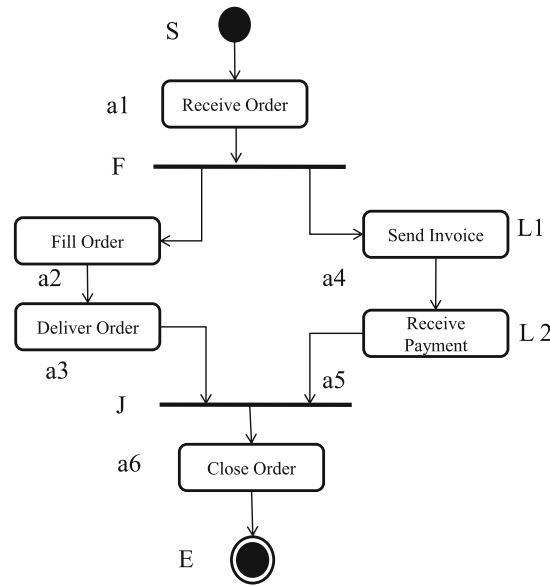 S
a1
Receive Order
F
Fill Order
Send Invoice
L1
a2
a4
Deliver Order
Receive
Payment
L 2
a3
a5
J
a6
Close Order
E